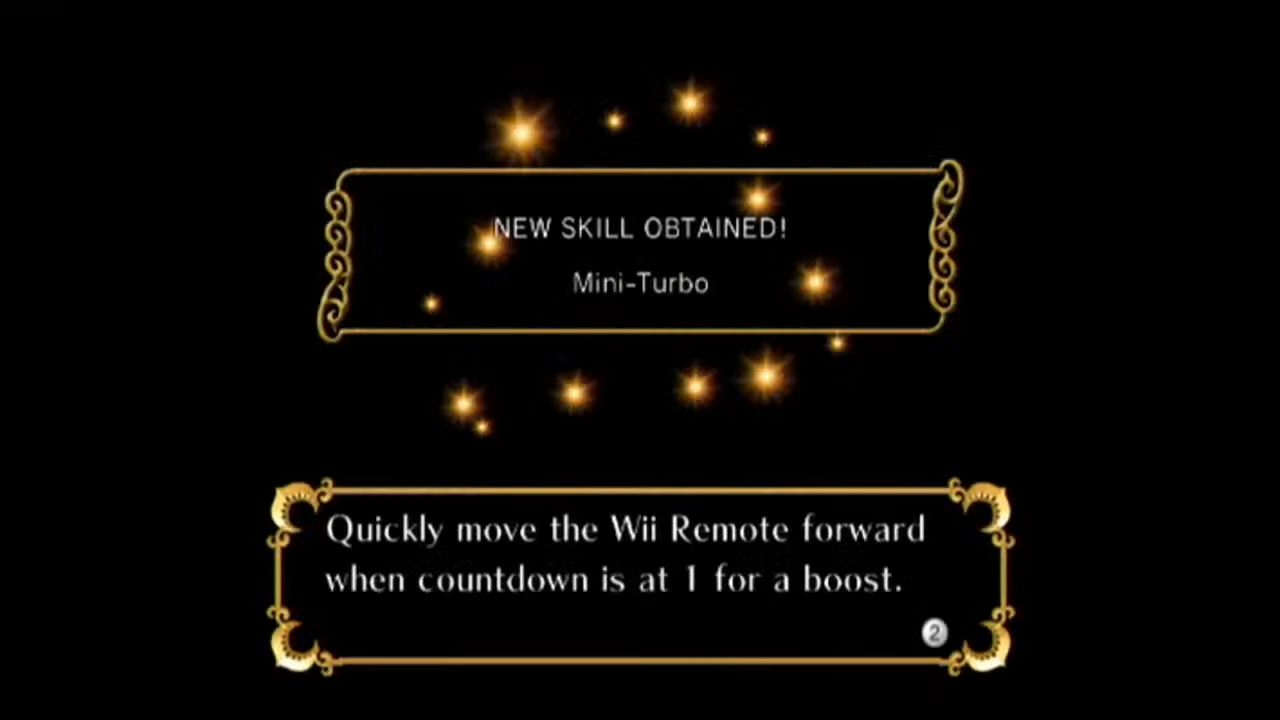 NEW SKILL OBTAINED!
Mini-Turbo
Quickly move the Wii Remote forward
when countdown is at 1 for a boost.
2